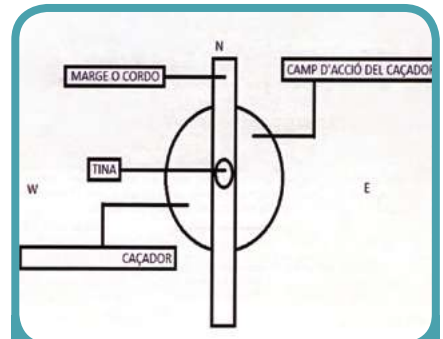 N
MARGE O CORDO
CAMP D'ACCIÓ DEL CAÇADOR
TINA
W
E
CAÇADOR